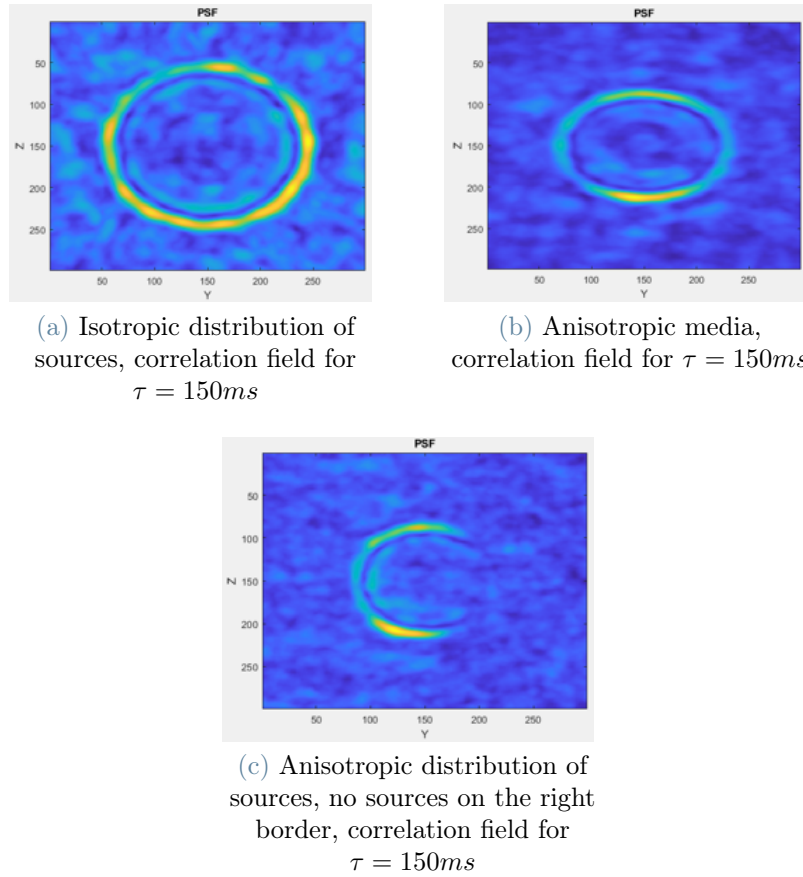 PSF
50
100
150
200
250
Z
50 100 150 200 250
Y
(a) Isotropic distribution of
sources, correlation field for
τ = 150ms
PSF
50
100
150
200
250
Z
50 100 150 200 250
Y
(b) Anisotropic media,
correlation field for τ = 150ms
PSF
50
100
150
200
250
Z
50 100 150 200 250
Y
(c) Anisotropic distribution of
sources, no sources on the right
border, correlation field for
τ = 150ms